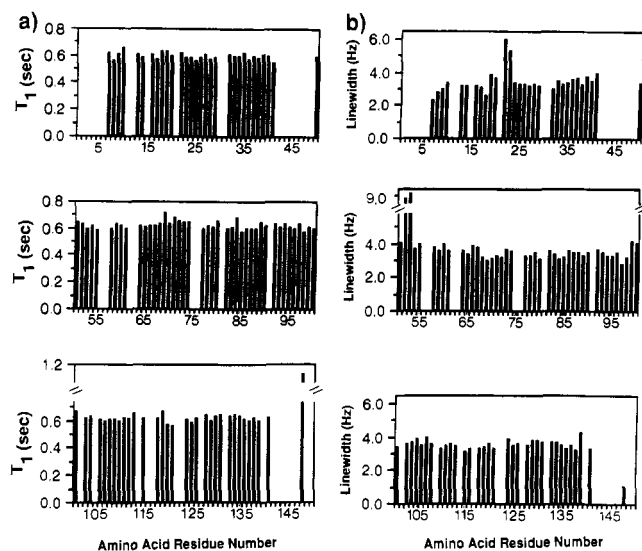 a)
b)
T1 (sec)
0.8
0.6
0.4
0.2
0.0
5 15 25 35 45
Linewidth (Hz)
6.0
4.0
2.0
0.0
5 15 25 35 45
T1 (sec)
0.8
0.6
0.4
0.2
0.0
55 65 75 85 95
Linewidth (Hz)
9.0
4.0
2.0
0.0
55 65 75 85 95
T1 (sec)
1.2
0.6
0.4
0.2
0.0
105 115 125 135 145
Linewidth (Hz)
6.0
4.0
2.0
0.0
105 115 125 135 145
Amino Acid Residue Number
Amino Acid Residue Number